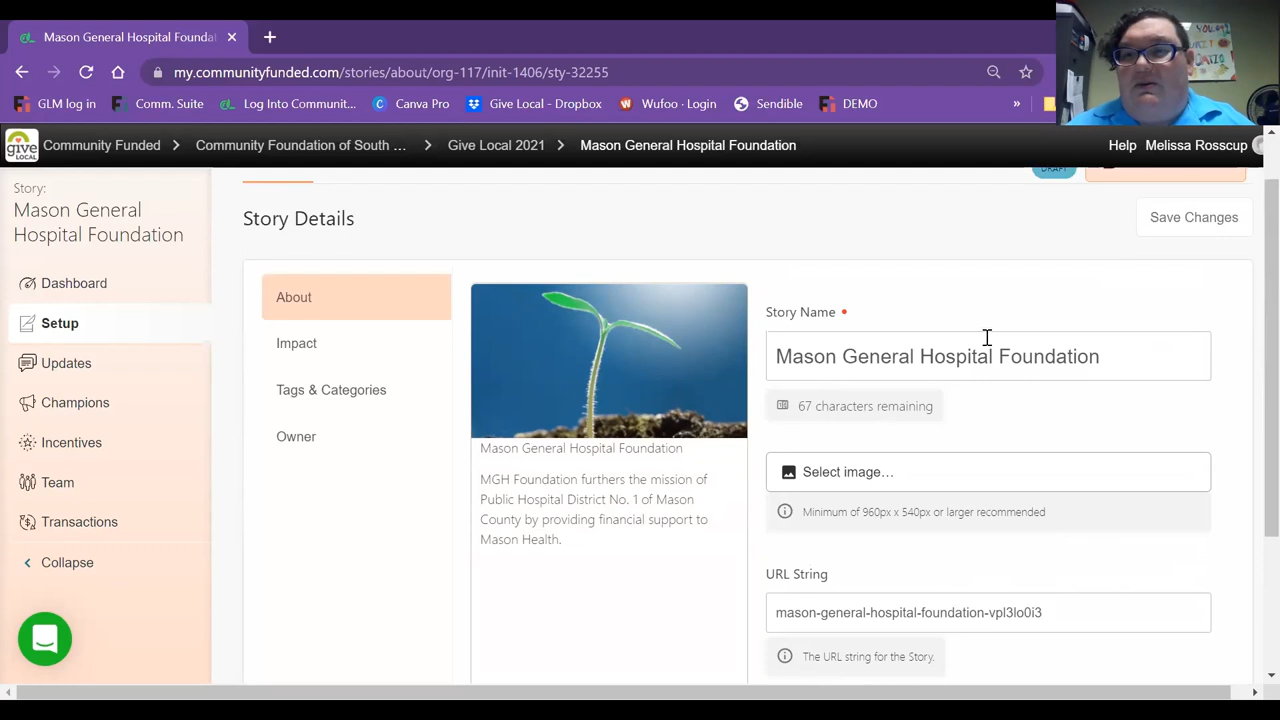 Mason General Hospital Founda
my.communityfunded.com/stories/about/org-117/init-1406/sty-32255
GLM log in
Comm. Suite
Log Into Communit...
Canva Pro
Give Local - Dropbox
Wufoo · Login
Sendible
DEMO
»
give
LOCAL
Community Funded
Community Foundation of South ...
Give Local 2021
Mason General Hospital Foundation
Help
Melissa Rosscup
DRAFT
Story:
Mason General
Hospital Foundation
Dashboard
Setup
Updates
Champions
Incentives
Team
Transactions
Collapse
Story Details
Save Changes
About
Impact
Tags & Categories
Owner
Mason General Hospital Foundation
MGH Foundation furthers the mission of
Public Hospital District No. 1 of Mason
County by providing financial support to
Mason Health.
Story Name
Mason General Hospital Foundation
67 characters remaining
Select image...
Minimum of 960px x 540px or larger recommended
URL String
mason-general-hospital-foundation-vpl3lo0i3
The URL string for the Story.